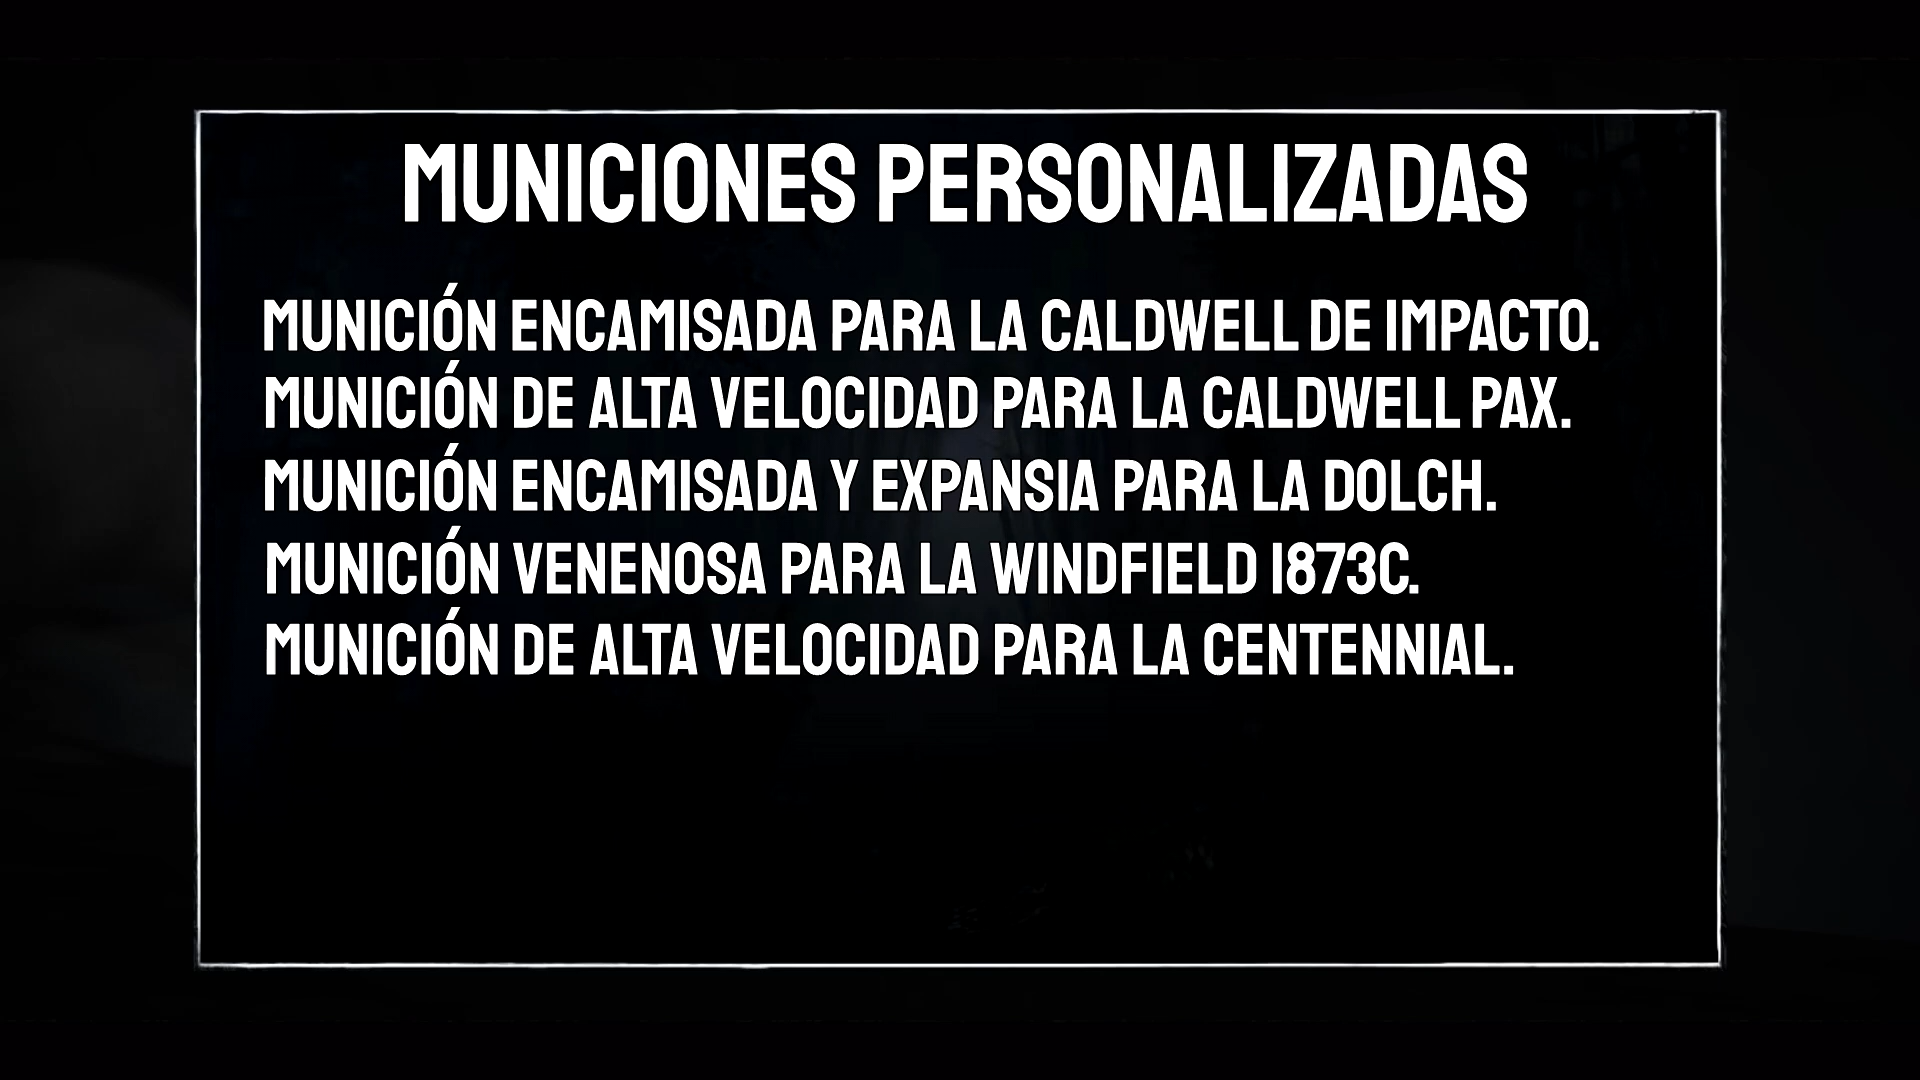 MUNICIONES PERSONALIZADAS
MUNICIÓN ENCAMISADA PARA LA CALDWELL DE IMPACTO.
MUNICIÓN DE ALTA VELOCIDAD PARA LA CALDWELL PAX.
MUNICIÓN ENCAMISADA Y EXPANSIA PARA LA DOLCH.
MUNICIÓN VENENOSA PARA LA WINDFIELD 1873C.
MUNICIÓN DE ALTA VELOCIDAD PARA LA CENTENNIAL.